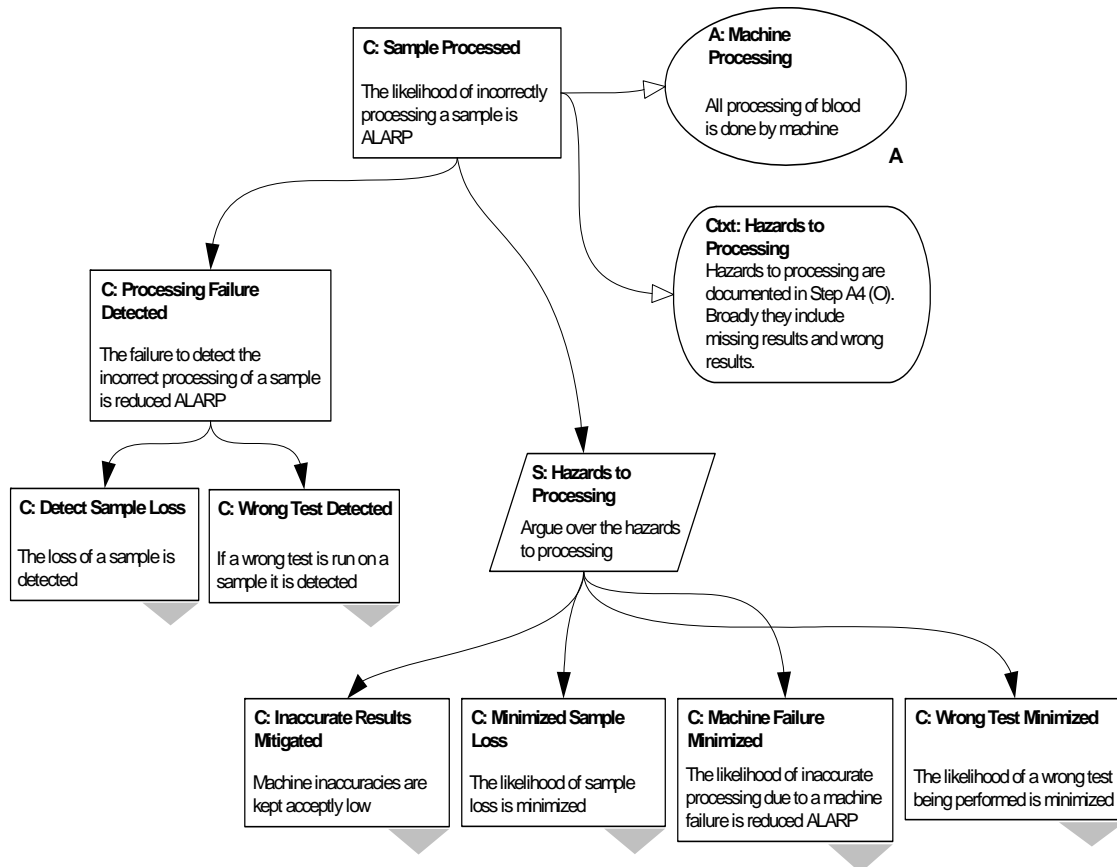 C: Sample Processed
The likelihood of incorrectly
processing a sample is
ALARP
A: Machine
Processing
All processing of blood
is done by machine
A
Ctxt: Hazards to
Processing
Hazards to processing are
documented in Step A4 (O).
Broadly they include
missing results and wrong
results.
C: Processing Failure
Detected
The failure to detect the
incorrect processing of a sample
is reduced ALARP
S: Hazards to
Processing
Argue over the hazards
to processing
C: Detect Sample Loss
The loss of a sample is
detected
C: Wrong Test Detected
If a wrong test is run on a
sample it is detected
C: Inaccurate Results
Mitigated
Machine inaccuracies are
kept acceptly low
C: Minimized Sample
Loss
The likelihood of sample
loss is minimized
C: Machine Failure
Minimized
The likelihood of inaccurate
processing due to a machine
failure is reduced ALARP
C: Wrong Test Minimized
The likelihood of a wrong test
being performed is minimized